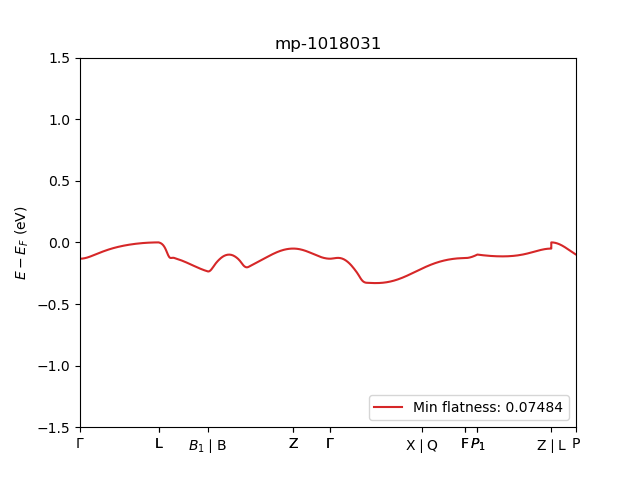 mp-1018031
1.5
1.0
0.5
0.0
−0.5
−1.0
−1.5
E − E_F (eV)
Min flatness: 0.07484
Γ L B₁ | B Z Γ X | Q F P₁ Z | L P